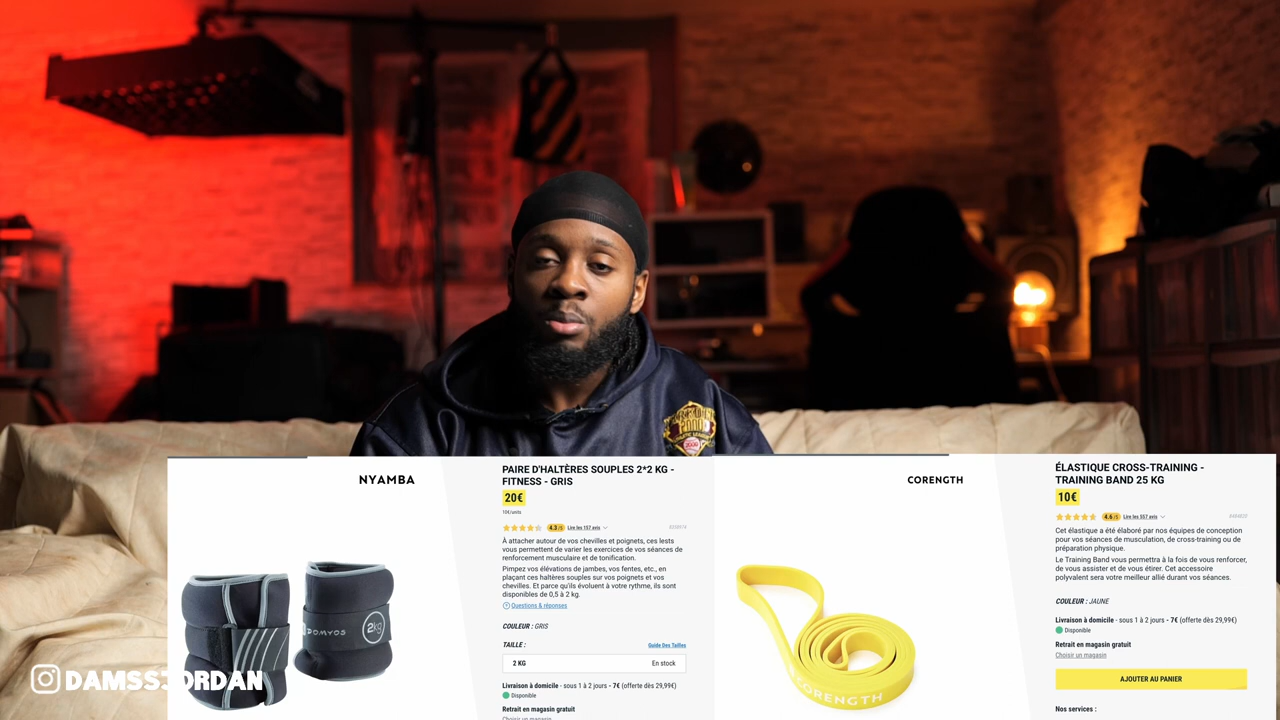 NYAMBA
PAIRE D'HALTÈRES SOUPLES 2*2 KG -
FITNESS - GRIS
20€
10€/units
4.3/5 Lire les 157 avis
À attacher autour de vos chevilles et poignets, ces lests
vous permettent de varier les exercices de vos séances de
renforcement musculaire et de tonification.
Pimpez vos élévations de jambes, vos fentes, etc., en
plaçant ces haltères souples sur vos poignets et vos
chevilles. Et parce qu'ils évoluent à votre rythme, ils sont
disponibles de 0,5 à 2 kg.
Questions & réponses
COULEUR : GRIS
TAILLE :
Guide Des Tailles
2 KG
En stock
Livraison à domicile - sous 1 à 2 jours - 7€ (offerte dès 29,99€)
Disponible
Retrait en magasin gratuit
Choisir un magasin
DOMYOS
2kg
CORENGTH
ÉLASTIQUE CROSS-TRAINING -
TRAINING BAND 25 KG
10€
4.6/5 Lire les 557 avis
Cet élastique a été élaboré par nos équipes de conception
pour vos séances de musculation, de cross-training ou de
préparation physique.
Le Training Band vous permettra à la fois de vous renforcer,
de vous assister et de vous étirer. Cet accessoire
polyvalent sera votre meilleur allié durant vos séances.
COULEUR : JAUNE
Livraison à domicile - sous 1 à 2 jours - 7€ (offerte dès 29,99€)
Disponible
Retrait en magasin gratuit
Choisir un magasin
AJOUTER AU PANIER
Nos services :
CORENGTH
DAMSSJORDAN